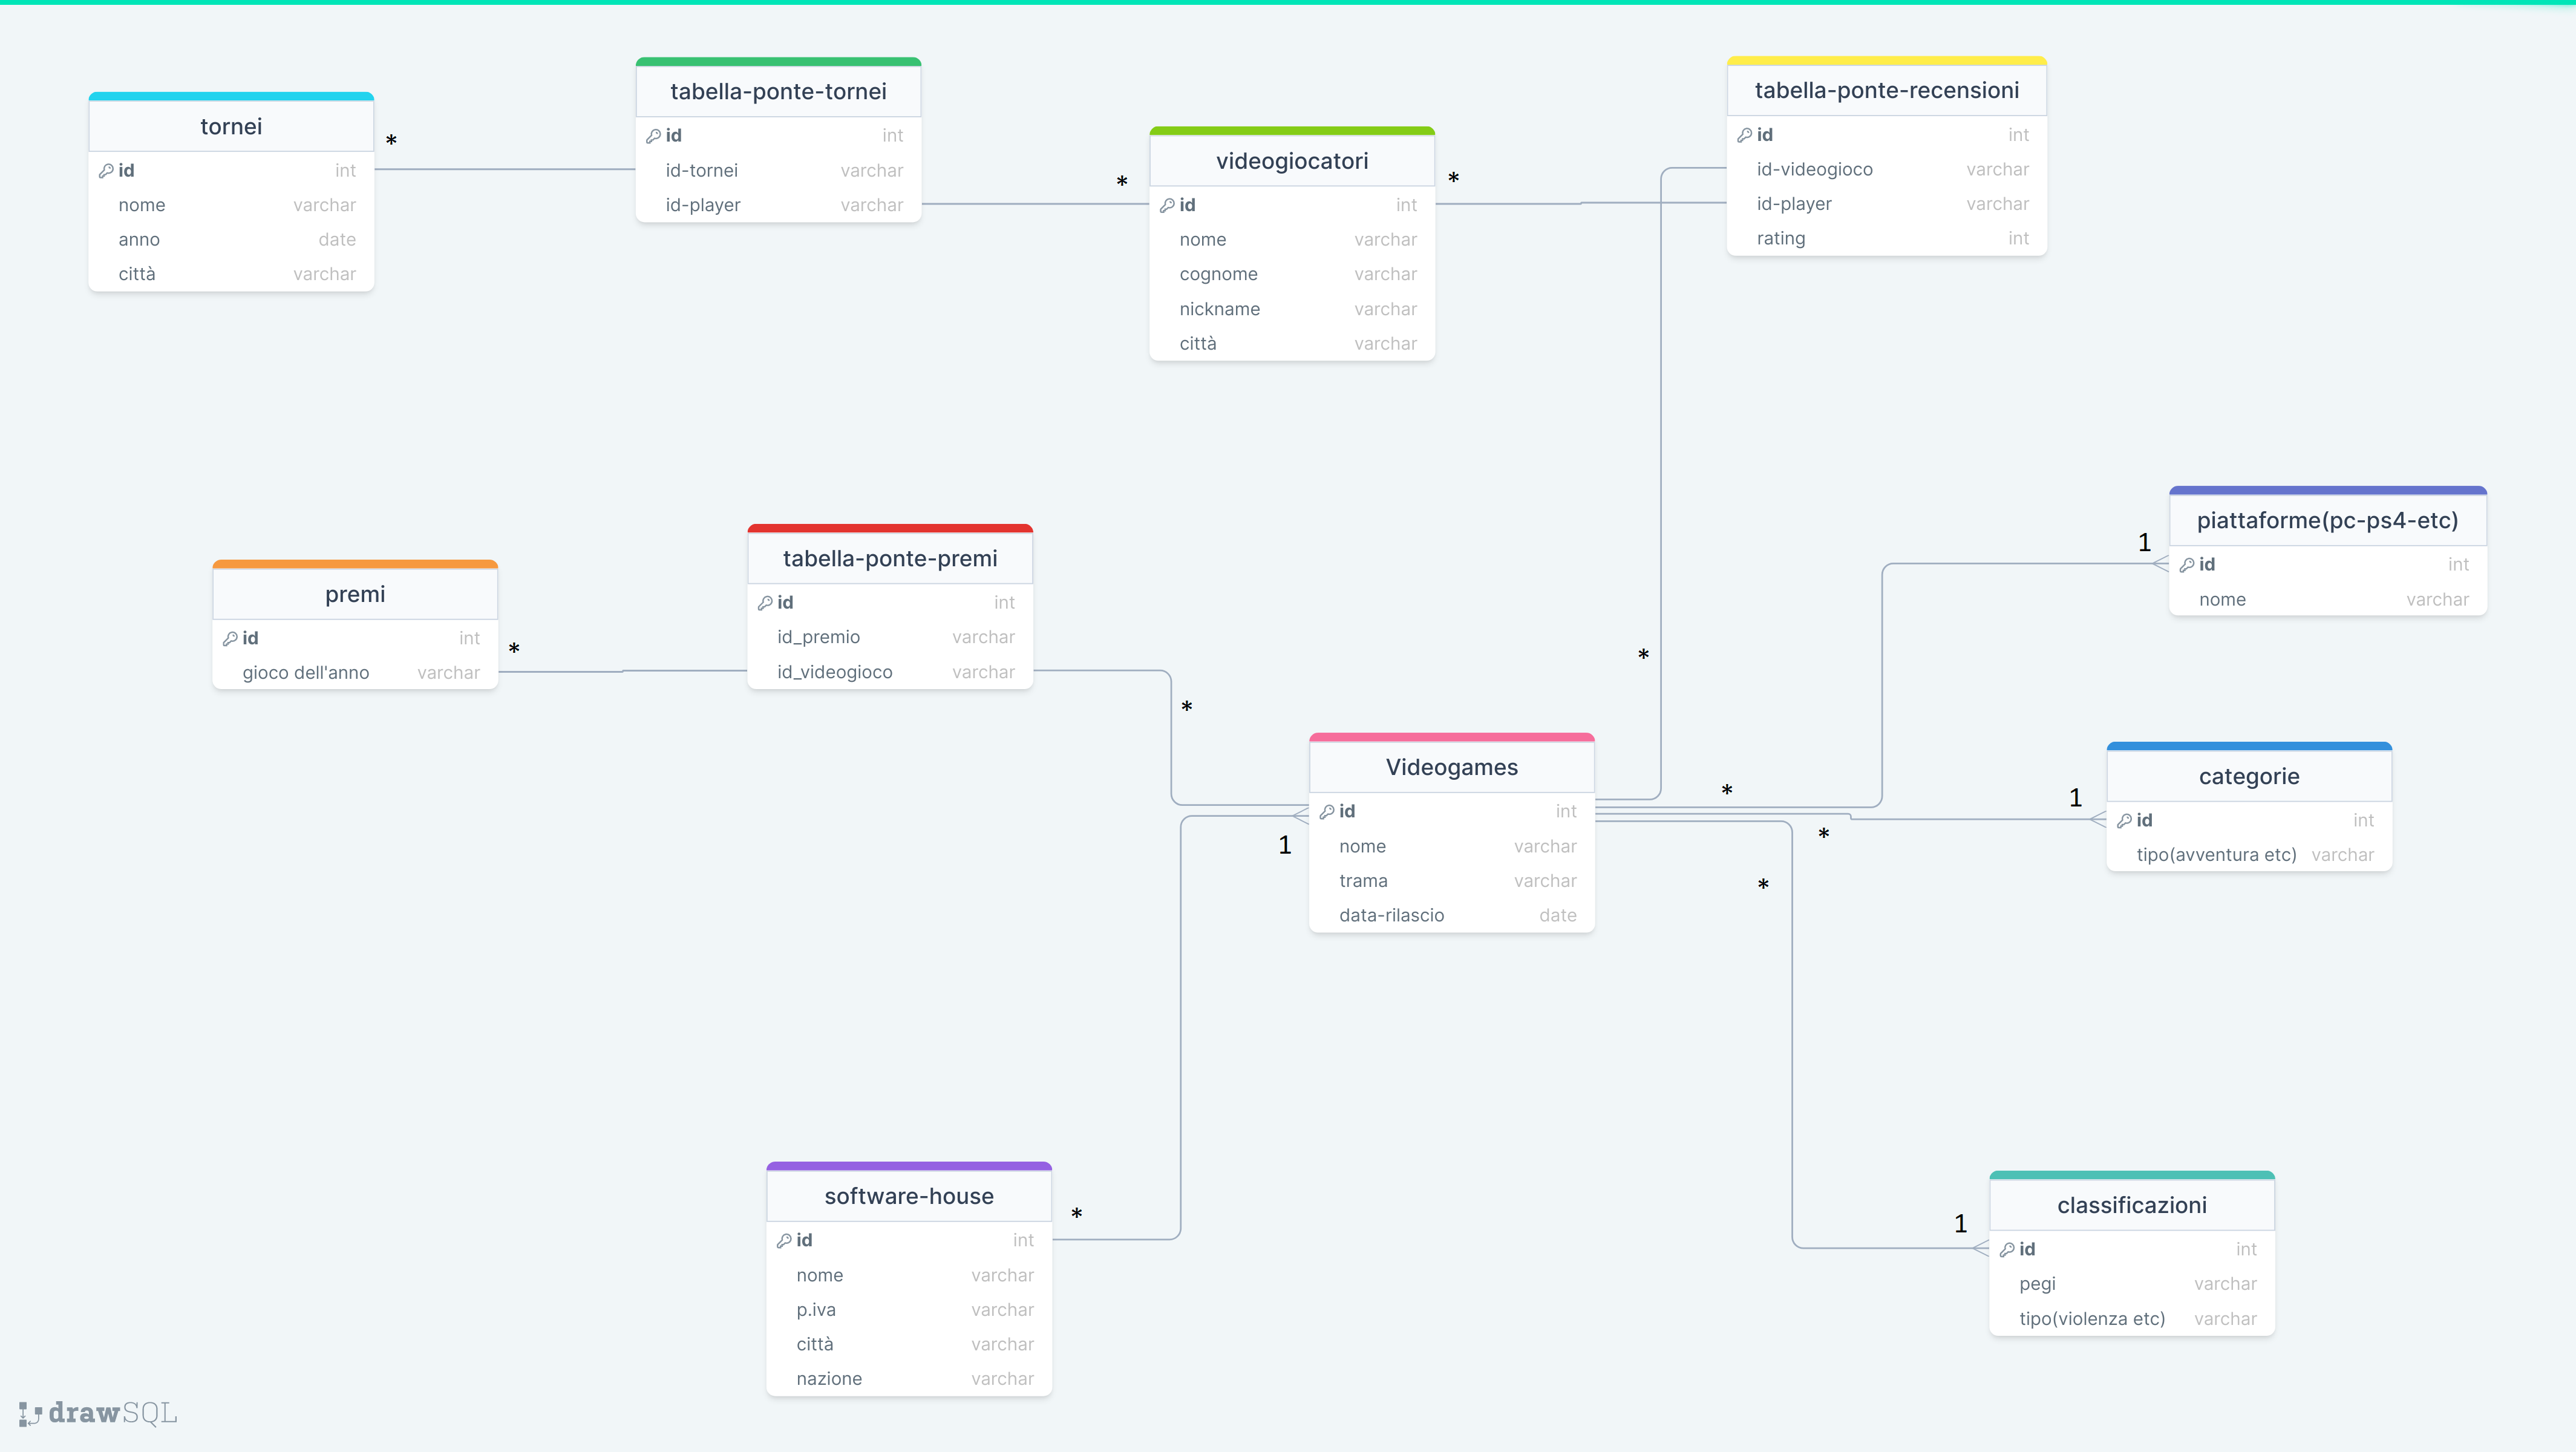 tornei
*
id int
nome varchar
anno date
città varchar
tabella-ponte-tornei
id int
id-tornei varchar
id-player varchar
*
videogiocatori
*
id int
nome varchar
cognome varchar
nickname varchar
città varchar
tabella-ponte-recensioni
id int
id-videogioco varchar
id-player varchar
rating int
premi
id int
*
gioco dell'anno varchar
tabella-ponte-premi
id int
id_premio varchar
id_videogioco varchar
*
*
piattaforme(pc-ps4-etc)
1
id int
nome varchar
Videogames
id int
nome varchar
trama varchar
data-rilascio date
1
*
*
*
categorie
1
id int
tipo(avventura etc) varchar
software-house
*
id int
nome varchar
p.iva varchar
città varchar
nazione varchar
classificazioni
1
id int
pegi varchar
tipo(violenza etc) varchar
drawSQL